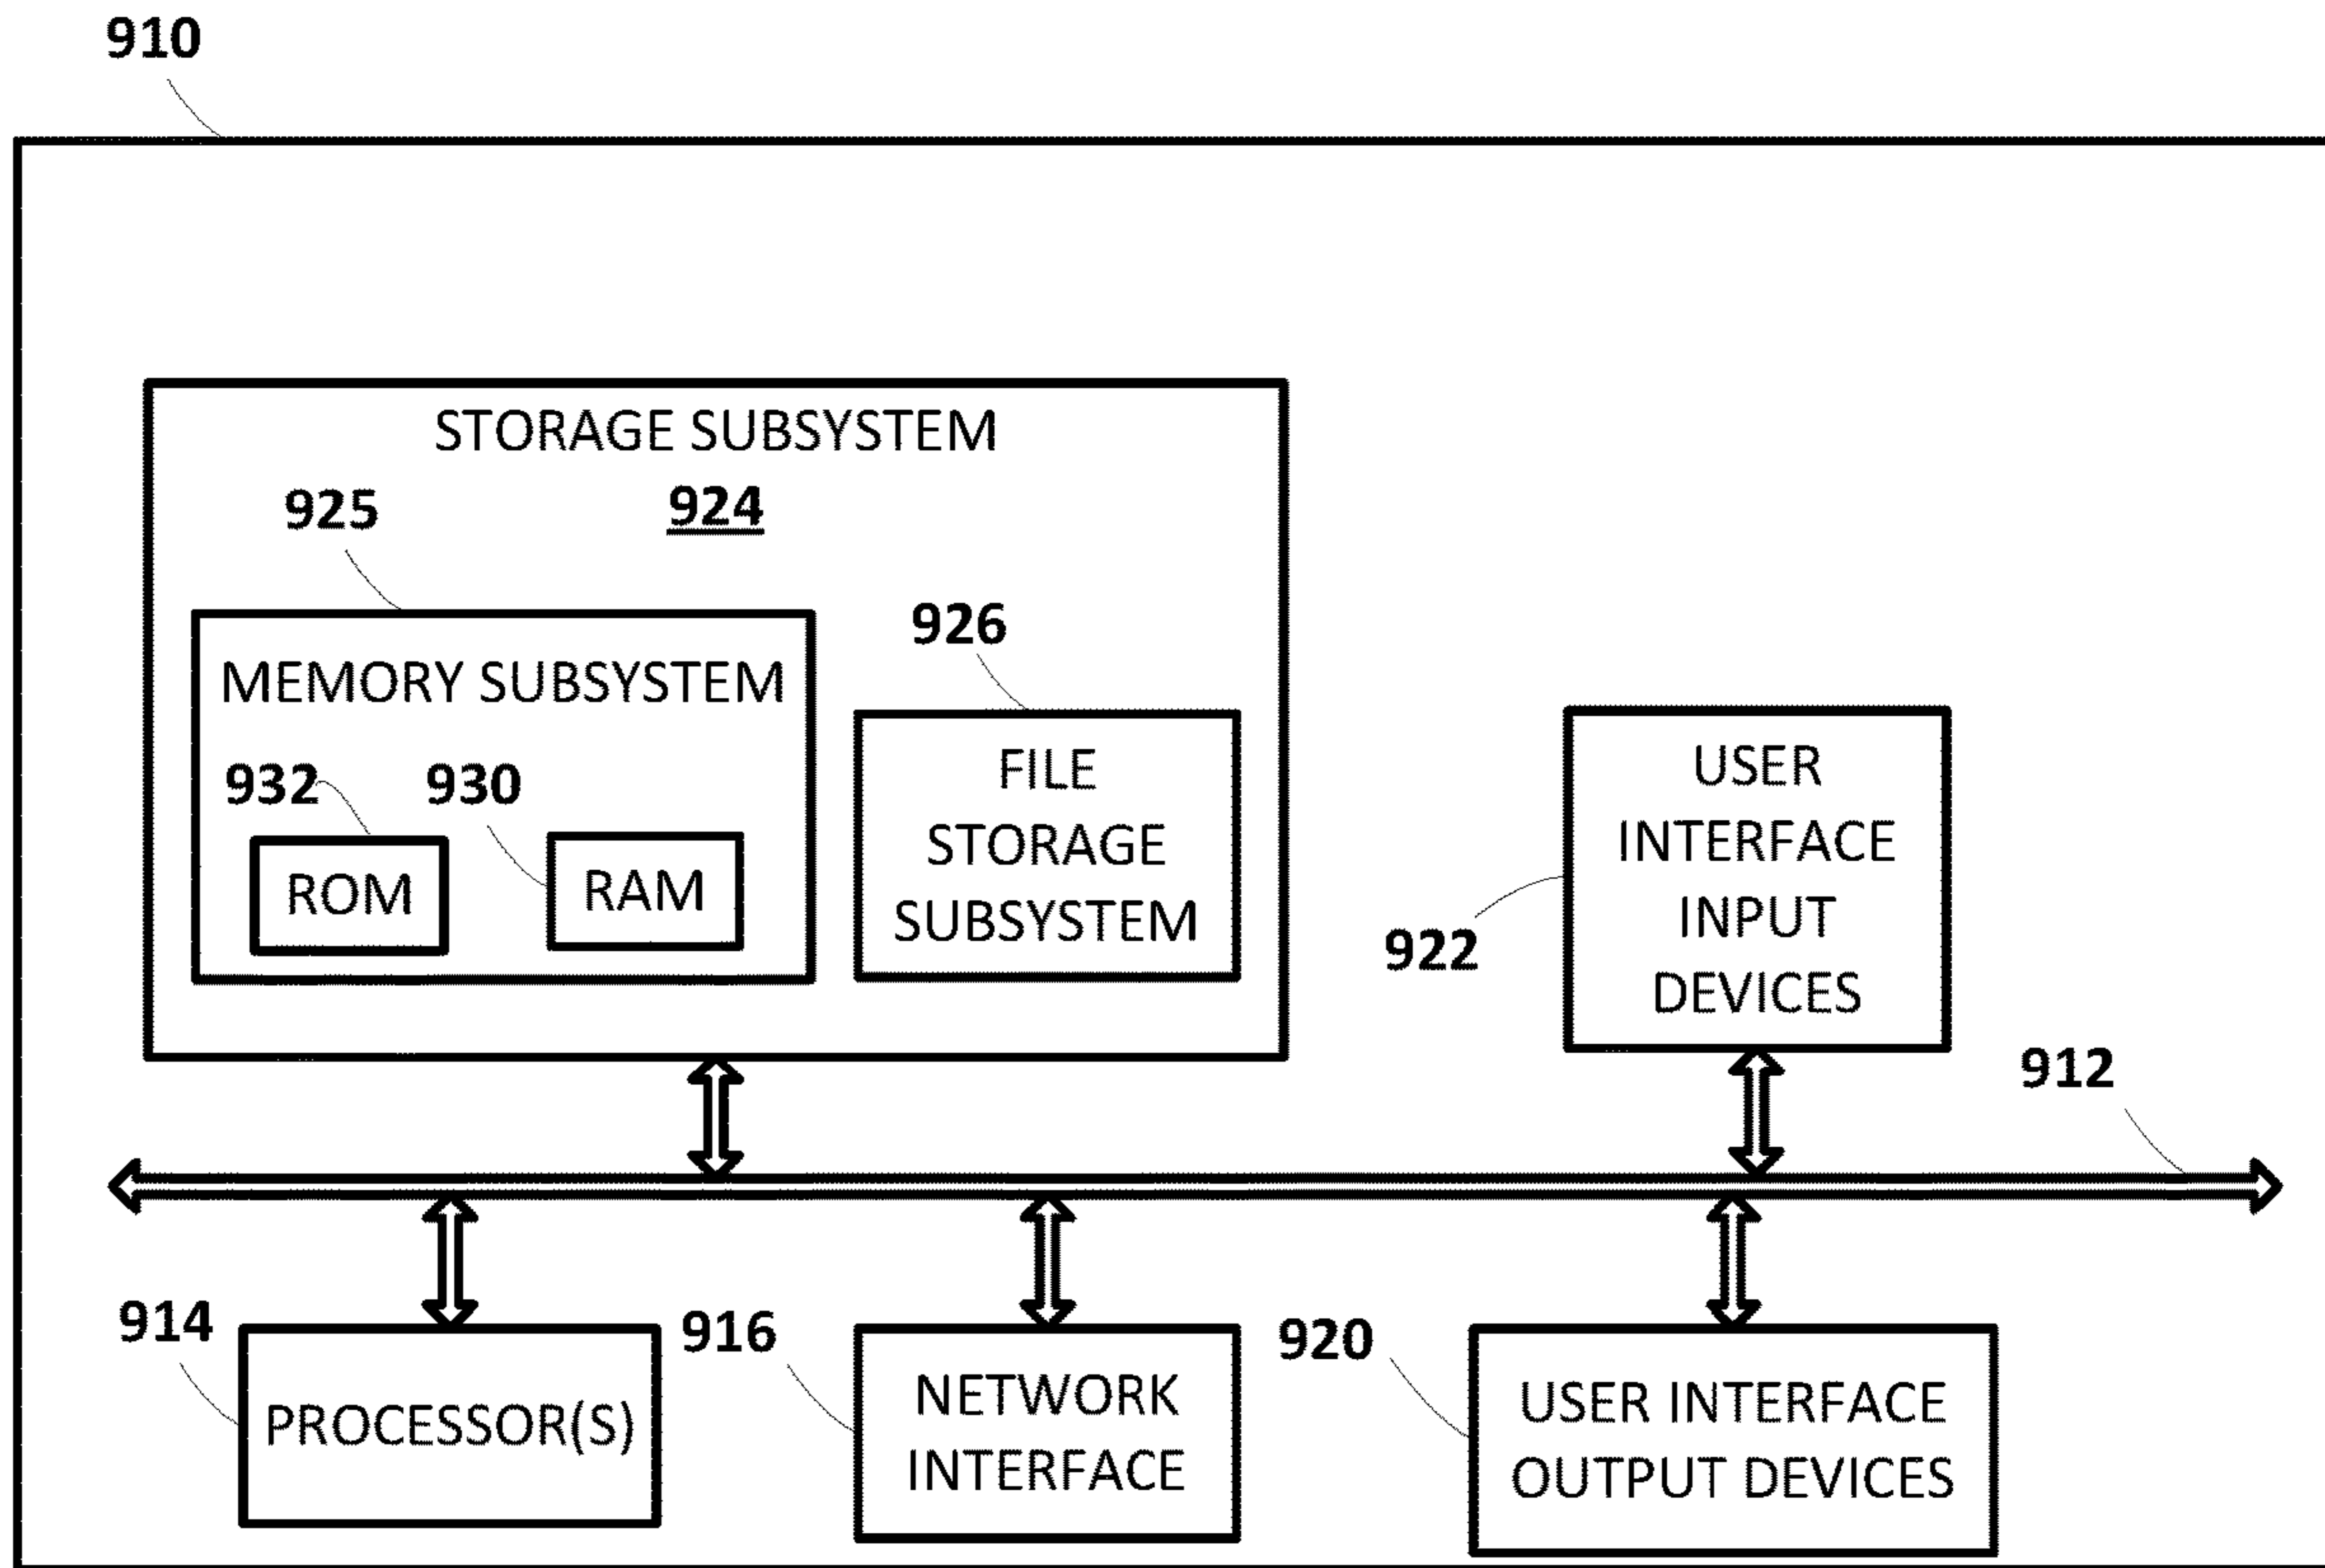 910
STORAGE SUBSYSTEM
924
925
MEMORY SUBSYSTEM
932
930
ROM
RAM
926
FILE
STORAGE
SUBSYSTEM
USER
INTERFACE
INPUT
DEVICES
922
912
914
PROCESSOR(S)
916
NETWORK
INTERFACE
920
USER INTERFACE
OUTPUT DEVICES